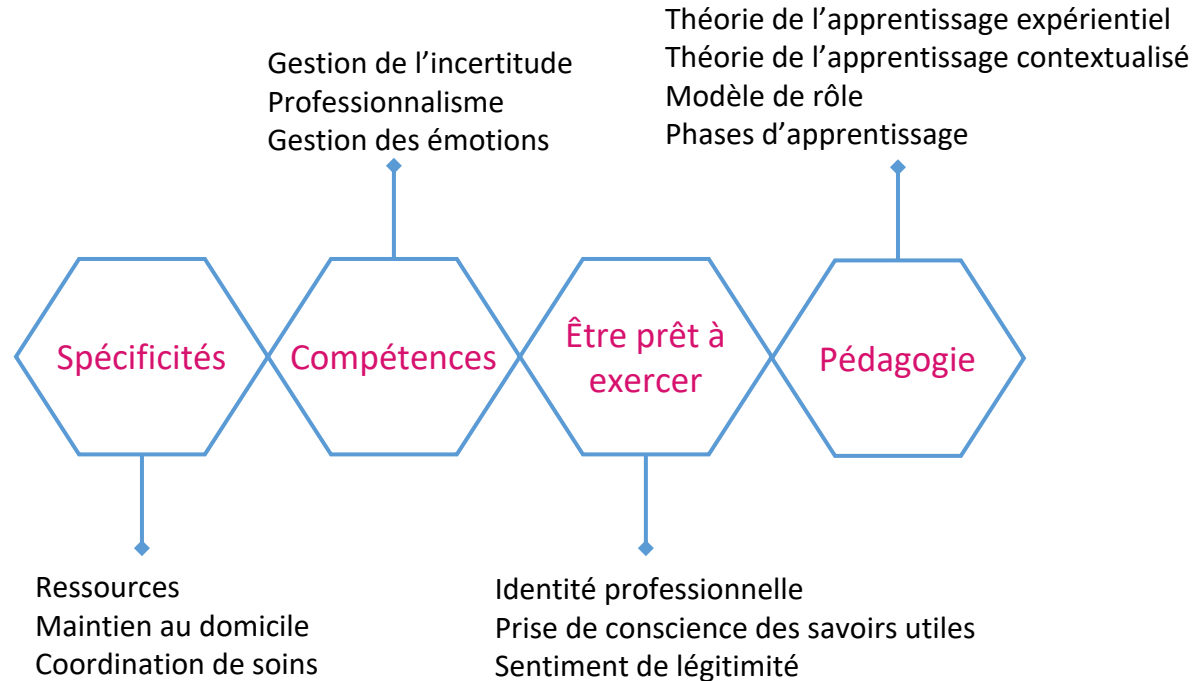 Théorie de l’apprentissage expérientiel
Théorie de l’apprentissage contextualisé
Modèle de rôle
Phases d’apprentissage
Gestion de l’incertitude
Professionnalisme
Gestion des émotions
Spécificités
Compétences
Être prêt à
exercer
Pédagogie
Ressources
Maintien au domicile
Coordination de soins
Identité professionnelle
Prise de conscience des savoirs utiles
Sentiment de légitimité